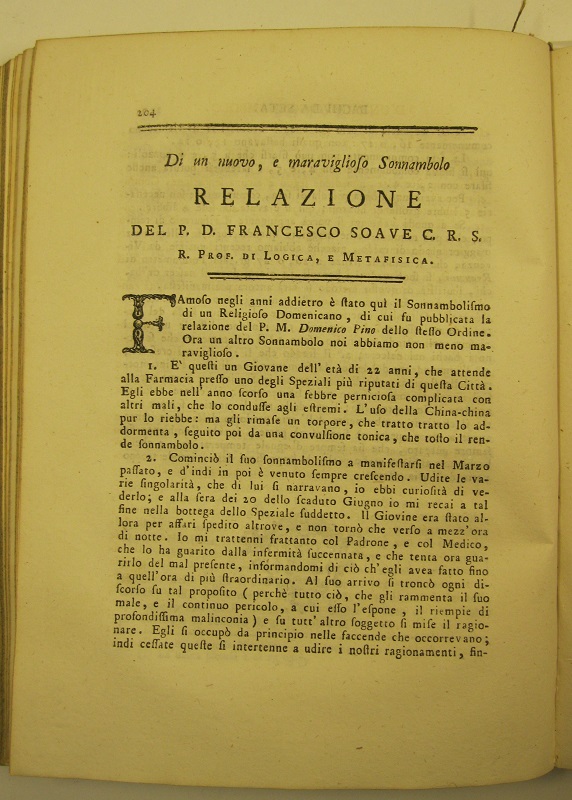 204
Di un nuovo, e maraviglioſo Sonnambolo
RELAZIONE
DEL P. D. FRANCESCO SOAVE C. R. S.
R. PROF. DI LOGICA, E METAFISICA.
FAmoſo negli anni addietro è ſtato quì il Sonnamboliſmo
di un Religioſo Domenicano, di cui fu pubblicata la
relazione del P. M. Domenico Pino dello ſteſſo Ordine.
Ora un altro Sonnambolo noi abbiamo non meno ma-
raviglioſo.
1. E' queſti un Giovane dell' età di 22 anni, che attende
alla Farmacia preſſo uno degli Speziali più riputati di queſta Città.
Egli ebbe nell' anno ſcorſo una febbre pernicioſa complicata con
altri mali, che lo conduſſe agli eſtremi. L' uſo della China-china
pur lo riebbe: ma gli rimaſe un torpore, che tratto tratto lo ad-
dormenta, ſeguito poi da una convulſione tonica, che toſto il ren-
de ſonnambolo.
2. Cominciò il ſuo ſonnamboliſmo a manifeſtarſi nel Marzo
paſſato, e d'indi in poi è venuto ſempre creſcendo. Udite le va-
rie ſingolarità, che di lui ſi narravano, io ebbi curioſità di ve-
derlo; e alla ſera dei 20 dello ſcaduto Giugno io mi recai a tal
fine nella bottega dello Speziale ſuddetto. Il Giovine era ſtato al-
lora per affari ſpedito altrove, e non tornò che verſo a mezz' ora
di notte. Io mi trattenni frattanto col Padrone, e col Medico,
che lo ha guarito dalla infermità ſuccennata, e che tenta ora gua-
rirlo del mal preſente, informandomi di ciò ch' egli avea fatto fino
a quell' ora di più ſtraordinario. Al ſuo arrivo ſi troncò ogni di-
ſcorſo ſu tal propoſito ( perchè tutto ciò, che gli rammenta il ſuo
male, e il continuo pericolo, a cui eſſo l'eſpone, il riempie di
profondiſſima malinconia ) e ſu tutt' altro ſoggetto ſi miſe il ragio-
nare. Egli ſi occupò da principio nelle faccende che occorrevano;
indi ceſſate queſte ſi intertenne a udire i noſtri ragionamenti, fin-